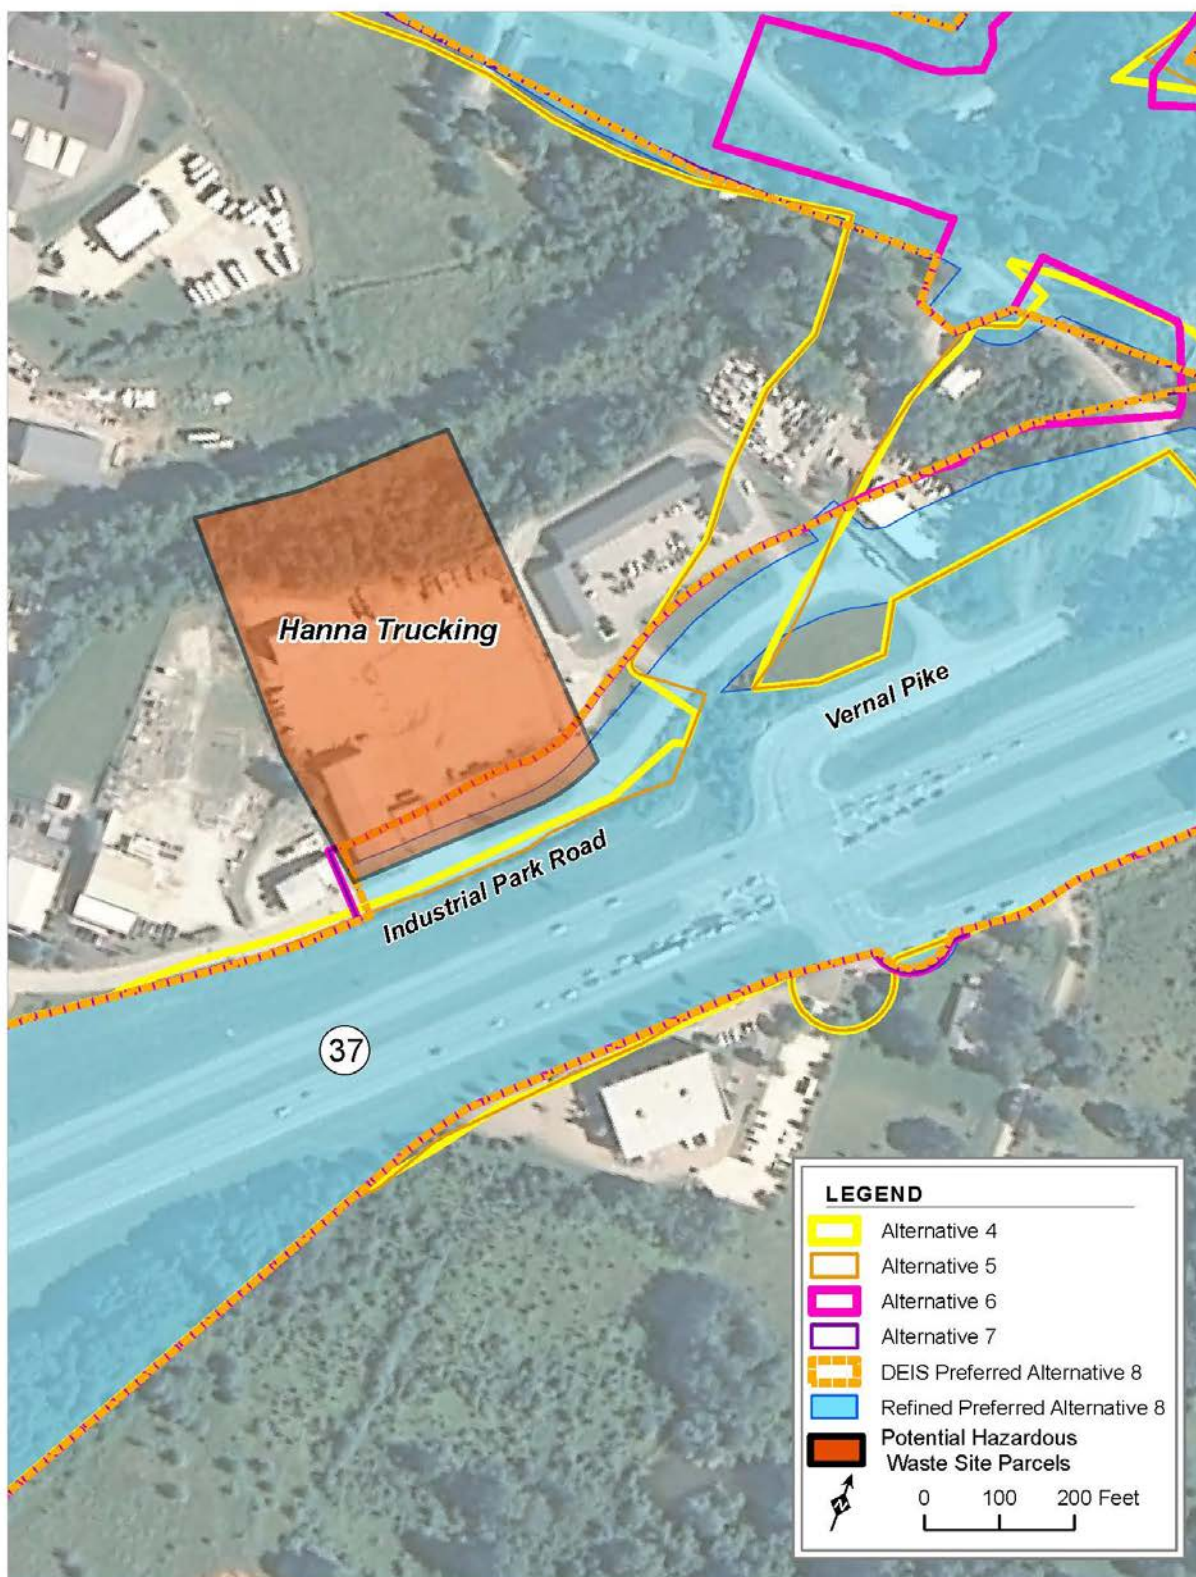 Hanna Trucking
Vernal Pike
Industrial Park Road
37
LEGEND
Alternative 4
Alternative 5
Alternative 6
Alternative 7
DEIS Preferred Alternative 8
Refined Preferred Alternative 8
Potential Hazardous
Waste Site Parcels
N
0 100 200 Feet